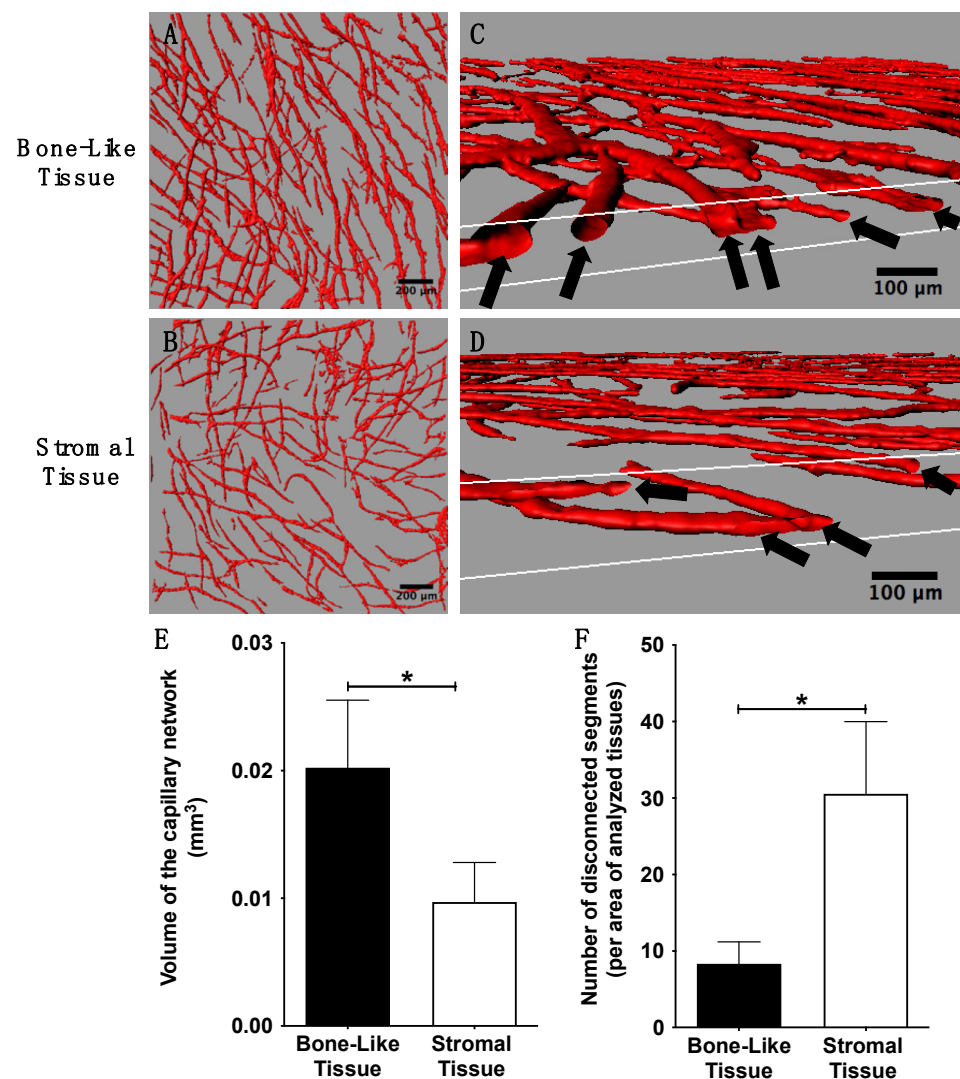 A
C
Bone-Like
Tissue
200 µm
100 µm
B
D
Stromal
Tissue
200 µm
100 µm
E
Volume of the capillary network
(mm³)
0.03
0.02
0.01
0.00
*
Bone-Like
Tissue
Stromal
Tissue
F
Number of disconnected segments
(per area of analyzed tissues)
50
40
30
20
10
0
*
Bone-Like
Tissue
Stromal
Tissue